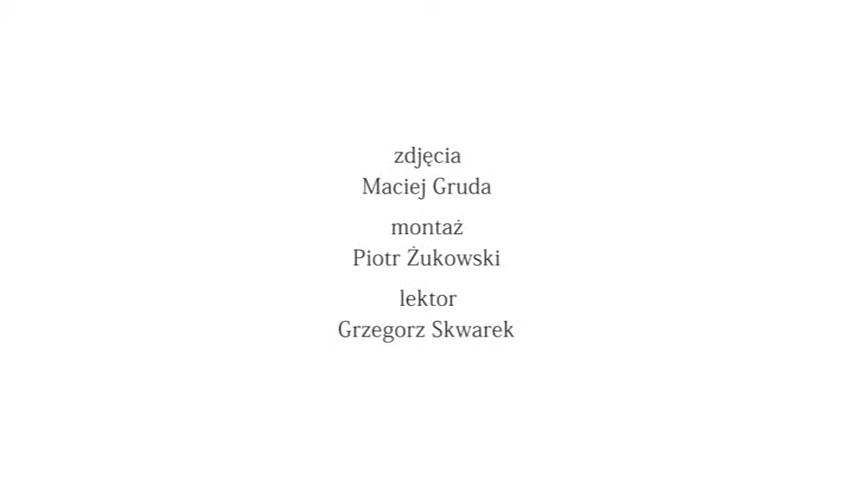 zdjęcia
Maciej Gruda
montaż
Piotr Żukowski
lektor
Grzegorz Skwarek